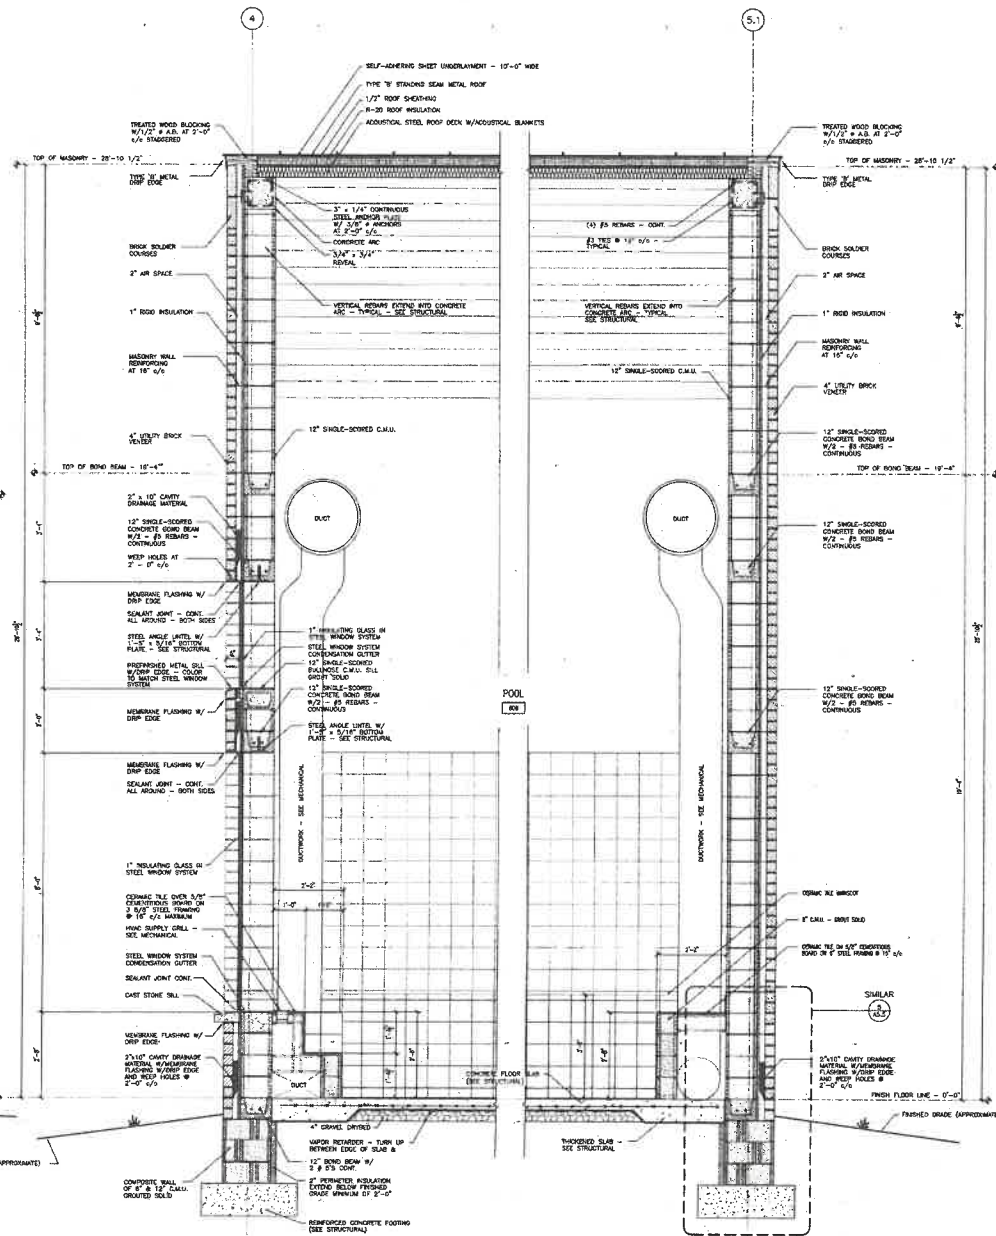 4
5.1
SELF-ADHERING SHEET UNDERLAYMENT - 10'-0" WIDE
TYPE 'B' STANDING SEAM METAL ROOF
1/2" ROOF SHEATHING
R-20 ROOF INSULATION
ACOUSTICAL STEEL ROOF DECK W/ACOUSTICAL BLANKETS
TREATED WOOD BLOCKING
W/1/2" ø A.B. AT 2'-0"
c/c STAGGERED
TOP OF MASONRY - 28'-10 1/2"
TYPE 'B' METAL
DRIP EDGE
BRICK SOLDIER
COURSES
2" AIR SPACE
1" RIGID INSULATION
MASONRY WALL
REINFORCING
AT 16" c/c
4" UTILITY BRICK
VENEER
TOP OF BOND BEAM -
2" x 10" CAVITY
DRAINAGE MATERIAL
12" SINGLE-SCORED
CONCRETE BOND BEAM
W/2 - #5 REBARS -
CONTINUOUS
WEEP HOLES AT
2' - 0" c/c
MEMBRANE FLASHING W/
DRIP EDGE
SEALANT JOINT - CONT.
ALL AROUND - BOTH SIDES
STEEL ANGLE LINTEL W/
1'-5" x 5/16" BOTTOM
PLATE - SEE STRUCTURAL
PREFINISHED METAL SILL
W/DRIP EDGE - COLOR
TO MATCH STEEL WINDOW
SYSTEM
MEMBRANE FLASHING W/
DRIP EDGE
MEMBRANE FLASHING W/
DRIP EDGE
SEALANT JOINT - CONT.
ALL AROUND - BOTH SIDES
1" INSULATING GLASS IN
STEEL WINDOW SYSTEM
CERAMIC TILE OVER 5/8"
CEMENTITIOUS BOARD ON
3 5/8" STEEL FRAMING
@ 16" c/c MAXIMUM
HVAC SUPPLY GRILL -
SEE MECHANICAL
STEEL WINDOW SYSTEM
CONDENSATION GUTTER
SEALANT JOINT CONT.
CAST STONE SILL
MEMBRANE FLASHING W/
DRIP EDGE
2"x10" CAVITY DRAINAGE
MATERIAL W/MEMBRANE
FLASHING W/DRIP EDGE
AND WEEP HOLES @
2'-0" c/c
APPROXIMATE)
COMPOSITE WALL
OF 8" & 12" C.M.U.
GROUTED SOLID
3" x 1/4" CONTINUOUS
STEEL ANCHOR PLATE
W/ 3/8" ø ANCHORS
AT 2'-0" c/c
CONCRETE ARC
3/4" x 3/4"
REVEAL
VERTICAL REBARS EXTEND INTO CONCRETE
ARC - TYPICAL - SEE STRUCTURAL
12" SINGLE-SCORED C.M.U.
DUCT
1" INSULATING GLASS IN
STEEL WINDOW SYSTEM
STEEL WINDOW SYSTEM
CONDENSATION GUTTER
12" SINGLE-SCORED
BULLNOSE C.M.U. SILL
GROUT SOLID
12" SINGLE-SCORED
CONCRETE BOND BEAM
W/2 - #5 REBARS -
CONTINUOUS
STEEL ANGLE LINTEL W/
1'-5" x 5/16" BOTTOM
PLATE - SEE STRUCTURAL
DUCTWORK - SEE MECHANICAL
2'-2"
1'-0"
DUCT
4" GRAVEL DRYBED
VAPOR RETARDER - TURN UP
BETWEEN EDGE OF SLAB &
12" BOND BEAM W/
2 # 5'S CONT.
2" PERIMETER INSULATION
EXTEND BELOW FINISHED
GRADE MINIMUM OF 2'-0"
REINFORCED CONCRETE FOOTING
(SEE STRUCTURAL)
CONCRETE FLOOR SLAB
(SEE STRUCTURAL)
POOL
THICKENED SLAB -
SEE STRUCTURAL
(4) #5 REBARS - CONT.
#3 TIES @ 12" c/c -
TYPICAL
VERTICAL REBARS EXTEND INTO
CONCRETE ARC - TYPICAL
SEE STRUCTURAL
12" SINGLE-SCORED C.M.U.
DUCT
DUCTWORK - SEE MECHANICAL
2'-2"
TREATED WOOD BLOCKING
W/1/2" ø A.B. AT 2'-0"
c/c STAGGERED
TOP OF MASONRY - 28'-10 1/2"
TYPE 'B' METAL
DRIP EDGE
BRICK SOLDIER
COURSES
2" AIR SPACE
1" RIGID INSULATION
MASONRY WALL
REINFORCING
AT 16" c/c
4" UTILITY BRICK
VENEER
12" SINGLE-SCORED
CONCRETE BOND BEAM
W/2 - #5 REBARS -
CONTINUOUS
TOP OF BOND BEAM - 19'-4"
12" SINGLE-SCORED
CONCRETE BOND BEAM
W/2 - #5 REBARS -
CONTINUOUS
12" SINGLE-SCORED
CONCRETE BOND BEAM
W/2 - #5 REBARS -
CONTINUOUS
CERAMIC TILE WAINSCOT
8" C.M.U. - GROUT SOLID
SIMILAR
2"x10" CAVITY DRAINAGE
MATERIAL W/MEMBRANE
FLASHING W/DRIP EDGE
AND WEEP HOLES @
2'-0" c/c
FINISH FLOOR LINE - 0'-0"
FINISHED GRADE (APPROXIMATE